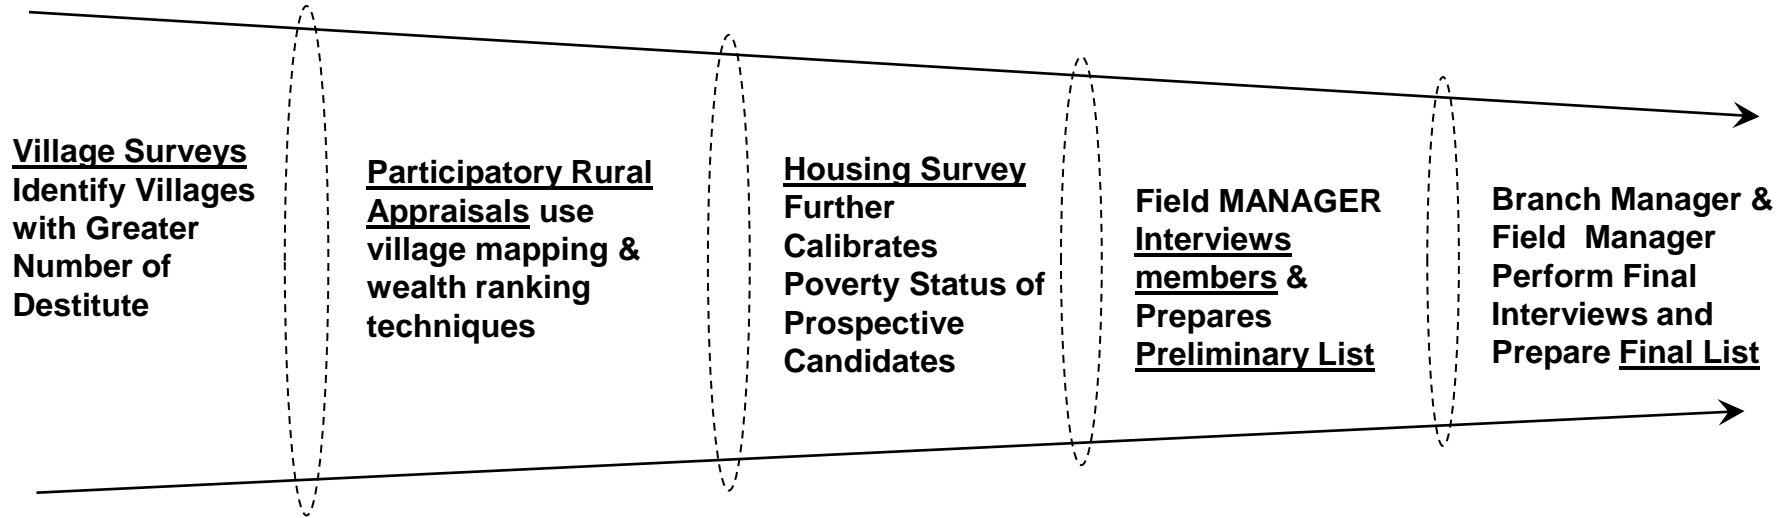 Village Surveys
Identify Villages
with Greater
Number of
Destitute
Participatory Rural
Appraisals use
village mapping &
wealth ranking
techniques
Housing Survey
Further
Calibrates
Poverty Status of
Prospective
Candidates
Field MANAGER
Interviews
members &
Prepares
Preliminary List
Branch Manager &
Field  Manager
Perform Final
Interviews and
Prepare Final List